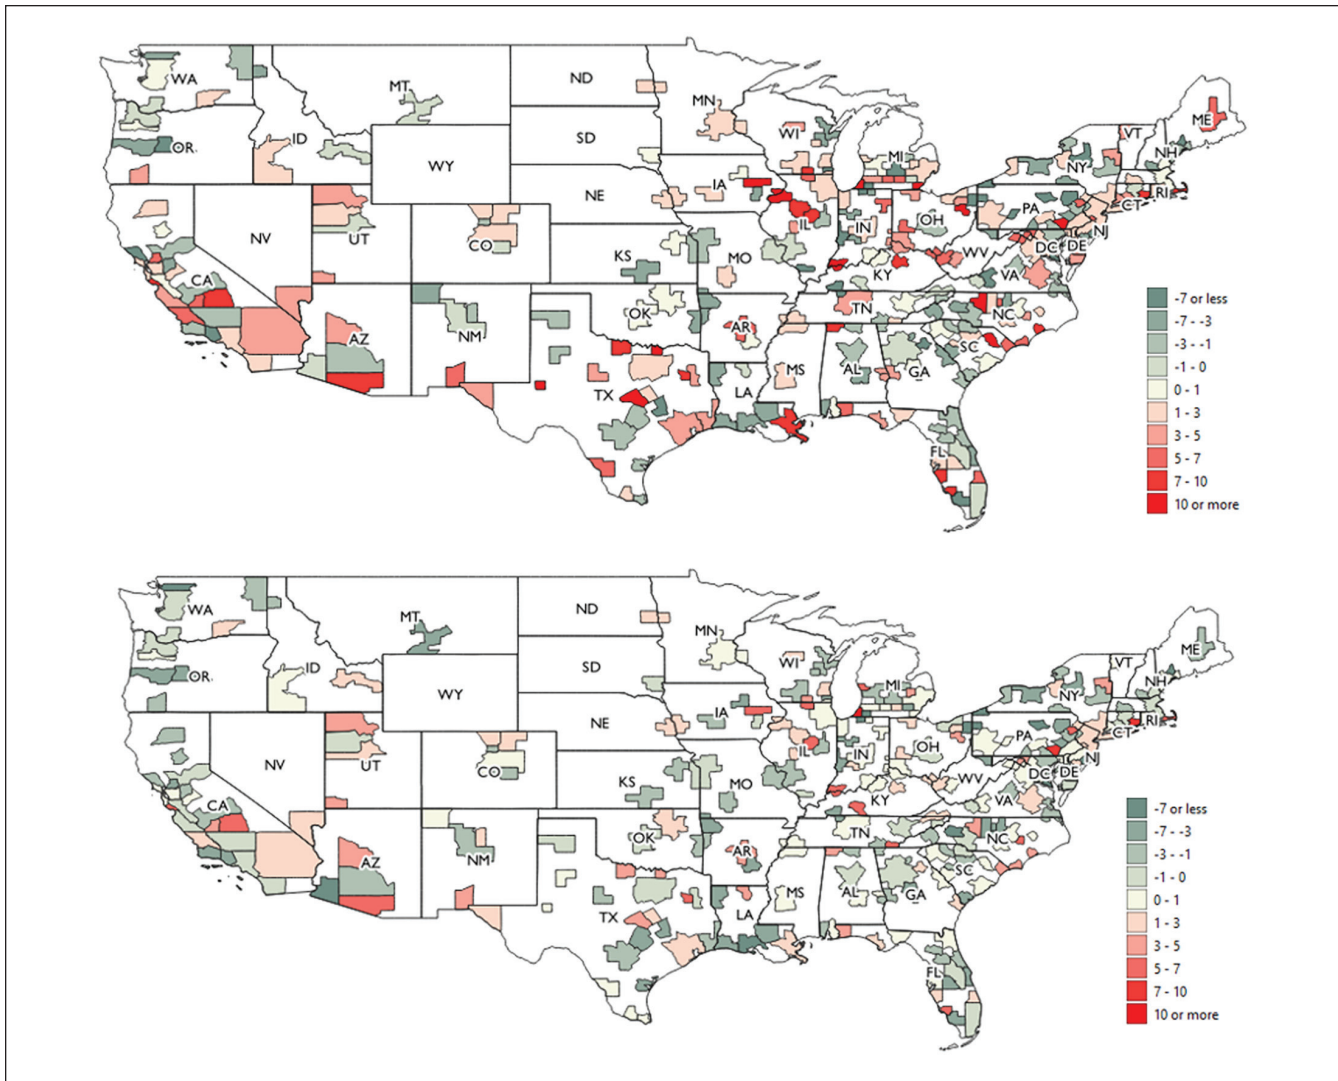 WA
MT
ND
MN
VT
ME
OR
ID
SD
WI
MI
NY
NH
WY
IA
PA
CT
RI
NE
IL
IN
OH
NJ
NV
UT
CO
KS
MO
KY
WV
VA
DC
DE
CA
AZ
NM
OK
AR
TN
NC
SC
TX
LA
MS
AL
GA
FL
-7 or less
-7 - -3
-3 - -1
-1 - 0
0 - 1
1 - 3
3 - 5
5 - 7
7 - 10
10 or more
WA
MT
ND
MN
VT
ME
OR
ID
SD
WI
MI
NY
NH
WY
IA
PA
CT
RI
NE
IL
IN
OH
NJ
NV
UT
CO
KS
MO
KY
WV
VA
DC
DE
CA
AZ
NM
OK
AR
TN
NC
SC
TX
LA
MS
AL
GA
FL
-7 or less
-7 - -3
-3 - -1
-1 - 0
0 - 1
1 - 3
3 - 5
5 - 7
7 - 10
10 or more